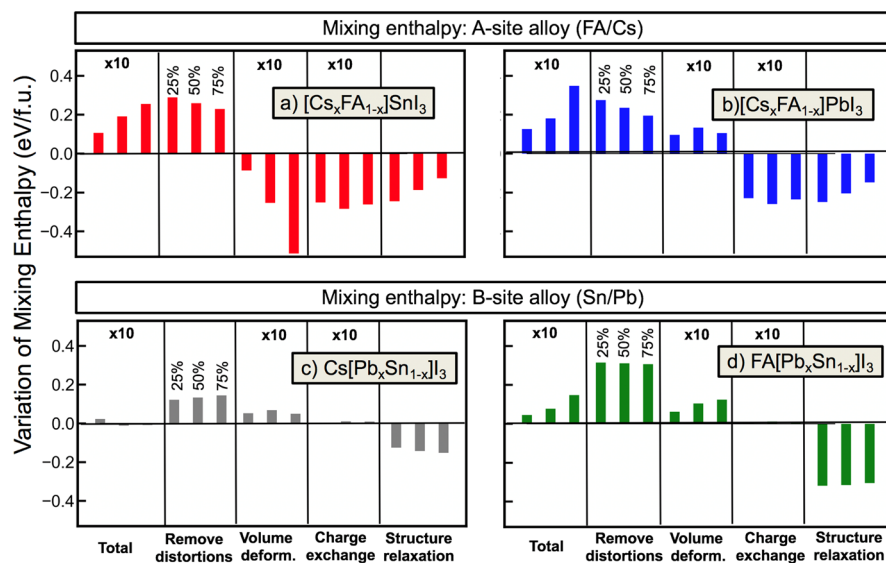 Mixing enthalpy: A-site alloy (FA/Cs)
Variation of Mixing Enthalpy (eV/f.u.)
x10
x10
x10
25%
50%
75%
a) [CsxFA1-x]SnI3
0.4
0.2
0.0
−0.2
−0.4
x10
x10
x10
25%
50%
75%
b)[CsxFA1-x]PbI3
Mixing enthalpy: B-site alloy (Sn/Pb)
x10
x10
x10
25%
50%
75%
c) Cs[PbxSn1-x]I3
0.4
0.2
0.0
−0.2
−0.4
Total
Remove distortions
Volume deform.
Charge exchange
Structure relaxation
x10
x10
x10
25%
50%
75%
d) FA[PbxSn1-x]I3
Total
Remove distortions
Volume deform.
Charge exchange
Structure relaxation